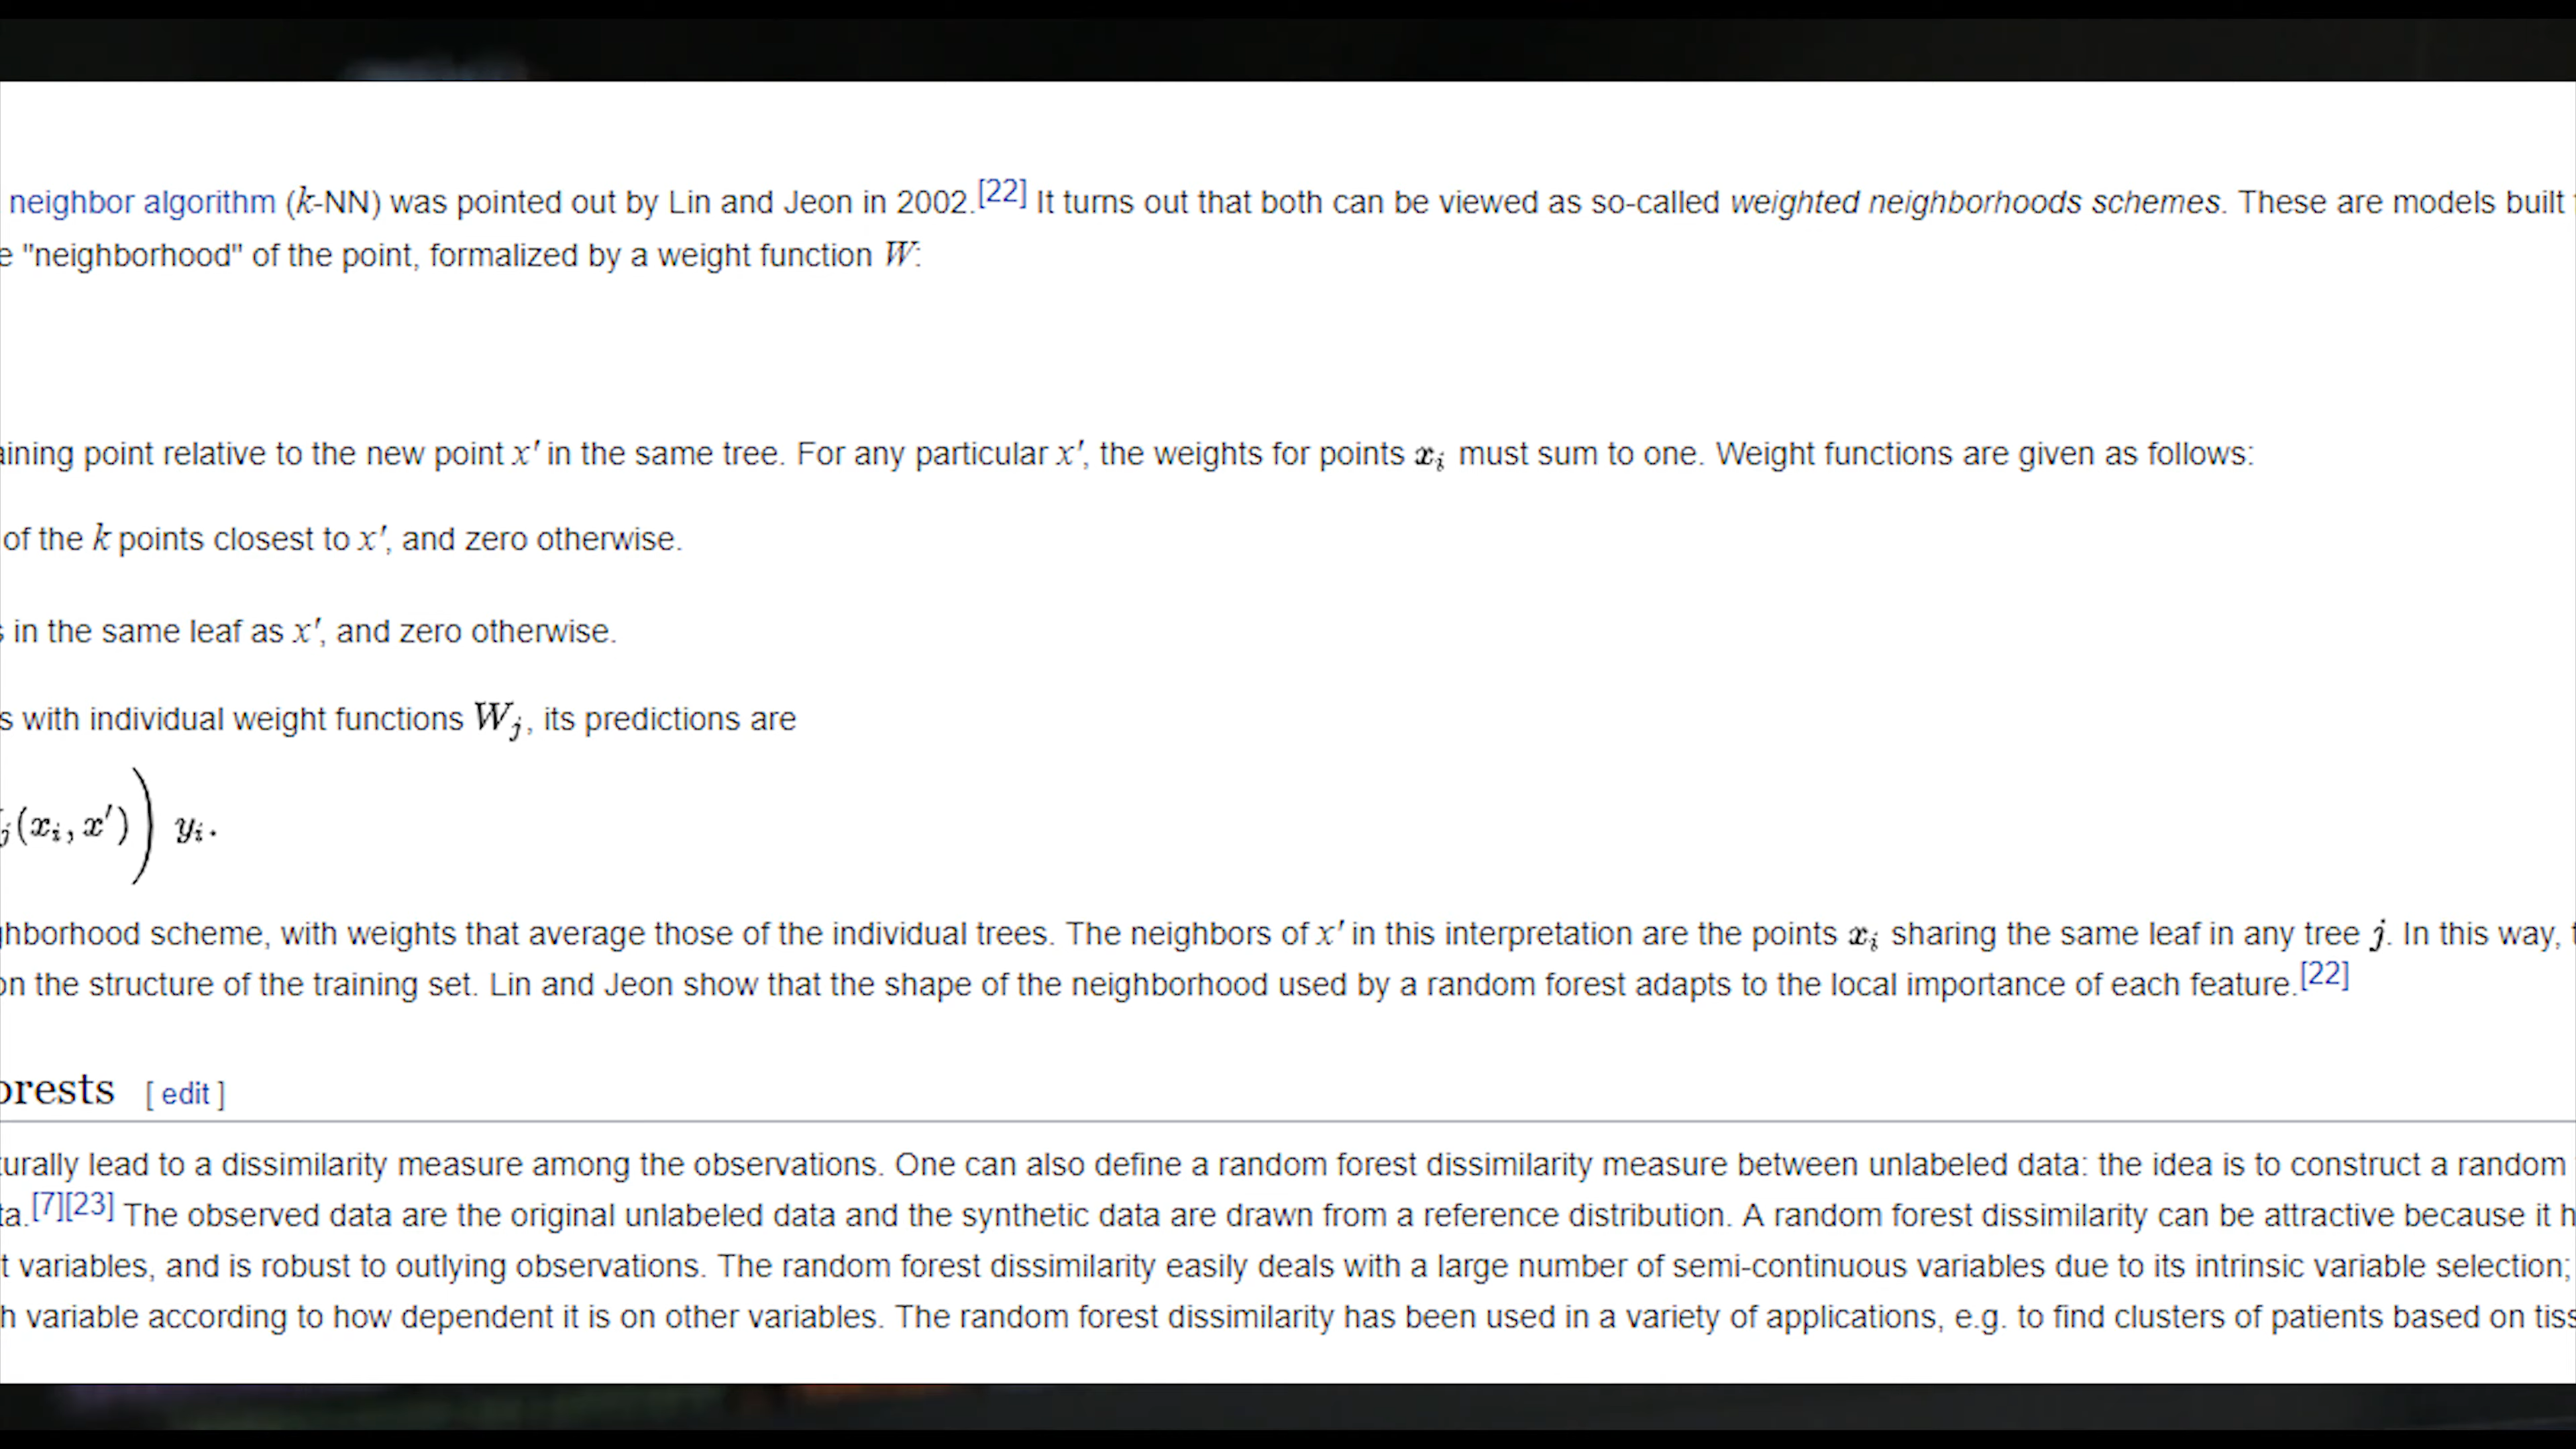 neighbor algorithm (k-NN) was pointed out by Lin and Jeon in 2002.[22] It turns out that both can be viewed as so-called weighted neighborhoods schemes. These are models built
"neighborhood" of the point, formalized by a weight function W:
point relative to the new point x′ in the same tree. For any particular x′, the weights for points xᵢ must sum to one. Weight functions are given as follows:
of the k points closest to x′, and zero otherwise.
in the same leaf as x′, and zero otherwise.
with individual weight functions Wⱼ, its predictions are
ⱼ(xᵢ, x′)) yᵢ.
scheme, with weights that average those of the individual trees. The neighbors of x′ in this interpretation are the points xᵢ sharing the same leaf in any tree j. In this way,
the structure of the training set. Lin and Jeon show that the shape of the neighborhood used by a random forest adapts to the local importance of each feature.[22]
orests [ edit ]
lead to a dissimilarity measure among the observations. One can also define a random forest dissimilarity measure between unlabeled data: the idea is to construct a random
[7][23] The observed data are the original unlabeled data and the synthetic data are drawn from a reference distribution. A random forest dissimilarity can be attractive because it
variables, and is robust to outlying observations. The random forest dissimilarity easily deals with a large number of semi-continuous variables due to its intrinsic variable selection;
variable according to how dependent it is on other variables. The random forest dissimilarity has been used in a variety of applications, e.g. to find clusters of patients based on